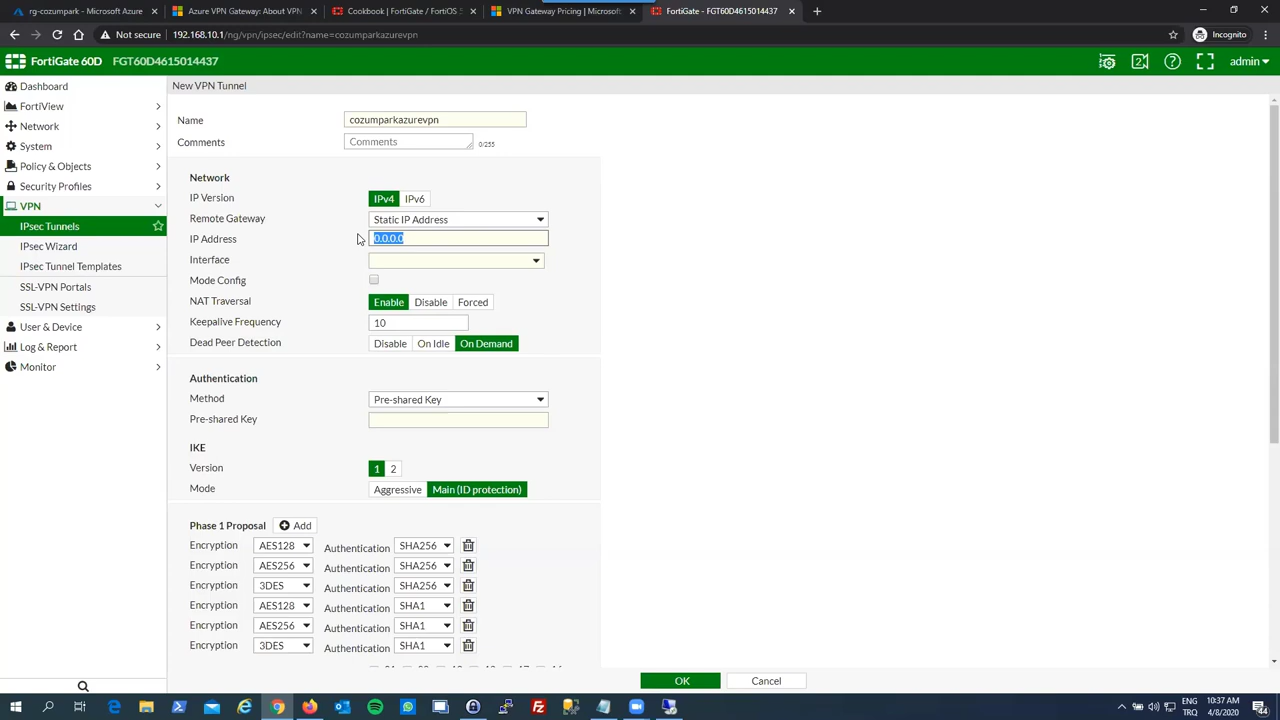 rg-cozumpark - Microsoft Azure
Azure VPN Gateway: About VPN
Cookbook | FortiGate / FortiOS
VPN Gateway Pricing | Microsoft
FortiGate - FGT60D4615014437
Not secure | 192.168.10.1/ng/vpn/ipsec/edit?name=cozumparkazurevpn
Incognito
FortiGate 60D FGT60D4615014437
admin
Dashboard
FortiView
Network
System
Policy & Objects
Security Profiles
VPN
IPsec Tunnels
IPsec Wizard
IPsec Tunnel Templates
SSL-VPN Portals
SSL-VPN Settings
User & Device
Log & Report
Monitor
New VPN Tunnel
Name cozumparkazurevpn
Comments Comments 0/255
Network
IP Version IPv4 IPv6
Remote Gateway Static IP Address
IP Address 0.0.0.0
Interface
Mode Config
NAT Traversal Enable Disable Forced
Keepalive Frequency 10
Dead Peer Detection Disable On Idle On Demand
Authentication
Method Pre-shared Key
Pre-shared Key
IKE
Version 1 2
Mode Aggressive Main (ID protection)
Phase 1 Proposal Add
Encryption AES128 Authentication SHA256
Encryption AES256 Authentication SHA256
Encryption 3DES Authentication SHA256
Encryption AES128 Authentication SHA1
Encryption AES256 Authentication SHA1
Encryption 3DES Authentication SHA1
OK Cancel
ENG 10:37 AM
TRQ 4/8/2020